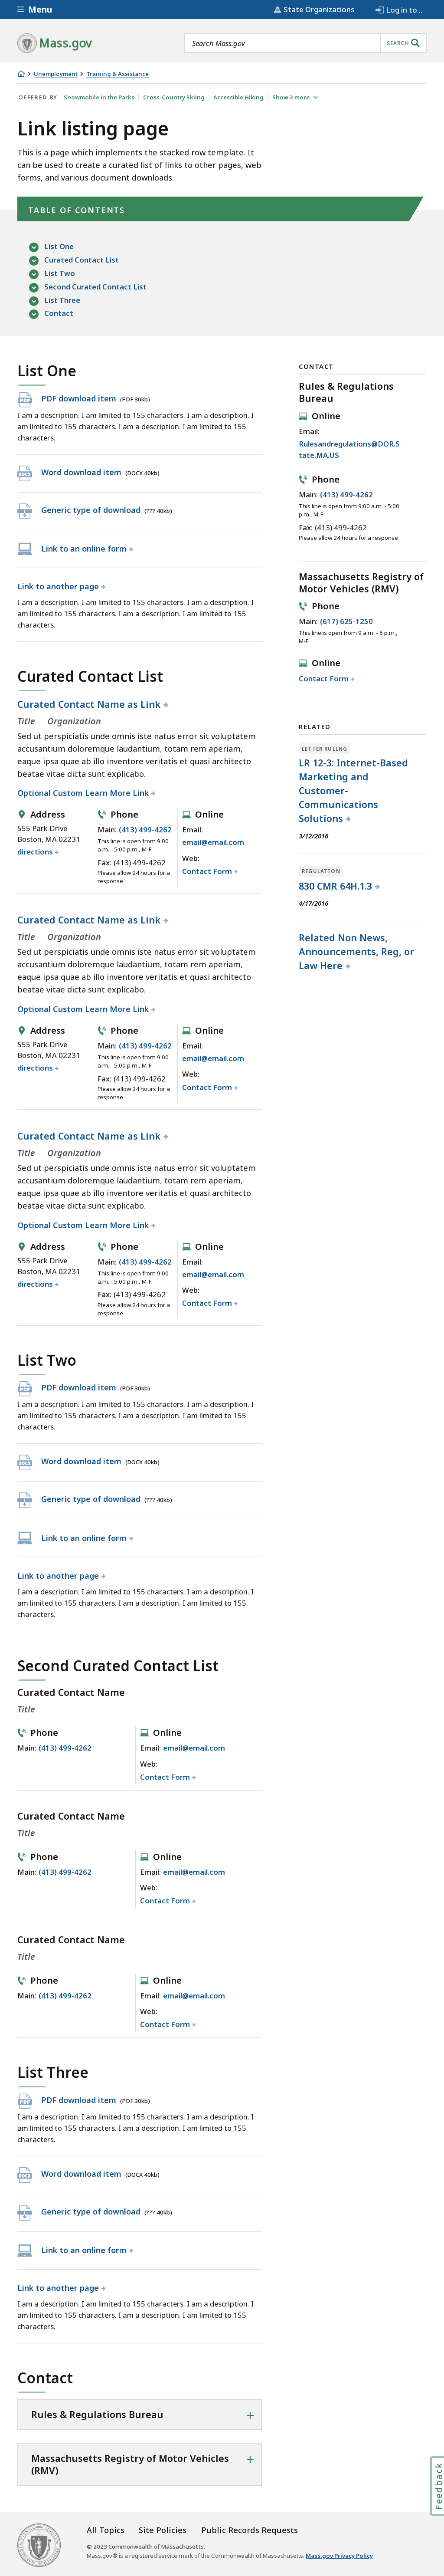 Menu
State Organizations
Log in to...
Mass.gov
Search Mass.gov
SEARCH
Unemployment
Training & Assistance
OFFERED BY Snowmobile in the Parks Cross-Country Skiing Accessible Hiking Show 3 more
Link listing page
This is a page which implements the stacked row template. It
can be used to create a curated list of links to other pages, web
forms, and various document downloads.
TABLE OF CONTENTS
List One
Curated Contact List
List Two
Second Curated Contact List
List Three
Contact
List One
PDF download item (PDF 30kb)
I am a description. I am limited to 155 characters. I am a description. I
am limited to 155 characters. I am a description. I am limited to 155
characters.
Word download item (DOCX 40kb)
Generic type of download (??? 40kb)
Link to an online form
Link to another page
I am a description. I am limited to 155 characters. I am a description. I
am limited to 155 characters. I am a description. I am limited to 155
characters.
Curated Contact List
Curated Contact Name as Link
Title Organization
Sed ut perspiciatis unde omnis iste natus error sit voluptatem
accusantium doloremque laudantium, totam rem aperiam,
eaque ipsa quae ab illo inventore veritatis et quasi architecto
beatae vitae dicta sunt explicabo.
Optional Custom Learn More Link
Address
555 Park Drive
Boston, MA 02231
directions
Phone
Main: (413) 499-4262
This line is open from 9:00
a.m. - 5:00 p.m., M-F
Fax: (413) 499-4262
Please allow 24 hours for a
response
Online
Email:
email@email.com
Web:
Contact Form
Curated Contact Name as Link
Title Organization
Sed ut perspiciatis unde omnis iste natus error sit voluptatem
accusantium doloremque laudantium, totam rem aperiam,
eaque ipsa quae ab illo inventore veritatis et quasi architecto
beatae vitae dicta sunt explicabo.
Optional Custom Learn More Link
Address
555 Park Drive
Boston, MA 02231
directions
Phone
Main: (413) 499-4262
This line is open from 9:00
a.m. - 5:00 p.m., M-F
Fax: (413) 499-4262
Please allow 24 hours for a
response
Online
Email:
email@email.com
Web:
Contact Form
Curated Contact Name as Link
Title Organization
Sed ut perspiciatis unde omnis iste natus error sit voluptatem
accusantium doloremque laudantium, totam rem aperiam,
eaque ipsa quae ab illo inventore veritatis et quasi architecto
beatae vitae dicta sunt explicabo.
Optional Custom Learn More Link
Address
555 Park Drive
Boston, MA 02231
directions
Phone
Main: (413) 499-4262
This line is open from 9:00
a.m. - 5:00 p.m., M-F
Fax: (413) 499-4262
Please allow 24 hours for a
response
Online
Email:
email@email.com
Web:
Contact Form
List Two
PDF download item (PDF 30kb)
I am a description. I am limited to 155 characters. I am a description. I
am limited to 155 characters. I am a description. I am limited to 155
characters.
Word download item (DOCX 40kb)
Generic type of download (??? 40kb)
Link to an online form
Link to another page
I am a description. I am limited to 155 characters. I am a description. I
am limited to 155 characters. I am a description. I am limited to 155
characters.
Second Curated Contact List
Curated Contact Name
Title
Phone
Main: (413) 499-4262
Online
Email: email@email.com
Web:
Contact Form
Curated Contact Name
Title
Phone
Main: (413) 499-4262
Online
Email: email@email.com
Web:
Contact Form
Curated Contact Name
Title
Phone
Main: (413) 499-4262
Online
Email: email@email.com
Web:
Contact Form
List Three
PDF download item (PDF 30kb)
I am a description. I am limited to 155 characters. I am a description. I
am limited to 155 characters. I am a description. I am limited to 155
characters.
Word download item (DOCX 40kb)
Generic type of download (??? 40kb)
Link to an online form
Link to another page
I am a description. I am limited to 155 characters. I am a description. I
am limited to 155 characters. I am a description. I am limited to 155
characters.
Contact
Rules & Regulations Bureau
Massachusetts Registry of Motor Vehicles
(RMV)
CONTACT
Rules & Regulations
Bureau
Online
Email:
Rulesandregulations@DOR.S
tate.MA.US
Phone
Main: (413) 499-4262
This line is open from 9:00 a.m. - 5:00
p.m., M-F
Fax: (413) 499-4262
Please allow 24 hours for a response
Massachusetts Registry of
Motor Vehicles (RMV)
Phone
Main: (617) 625-1250
This line is open from 9 a.m. - 5 p.m.,
M-F
Online
Contact Form
RELATED
LETTER RULING
LR 12-3: Internet-Based
Marketing and
Customer-
Communications
Solutions
3/12/2016
REGULATION
830 CMR 64H.1.3
4/17/2016
Related Non News,
Announcements, Reg, or
Law Here
Feedback
All Topics Site Policies Public Records Requests
© 2023 Commonwealth of Massachusetts.
Mass.gov® is a registered service mark of the Commonwealth of Massachusetts. Mass.gov Privacy Policy